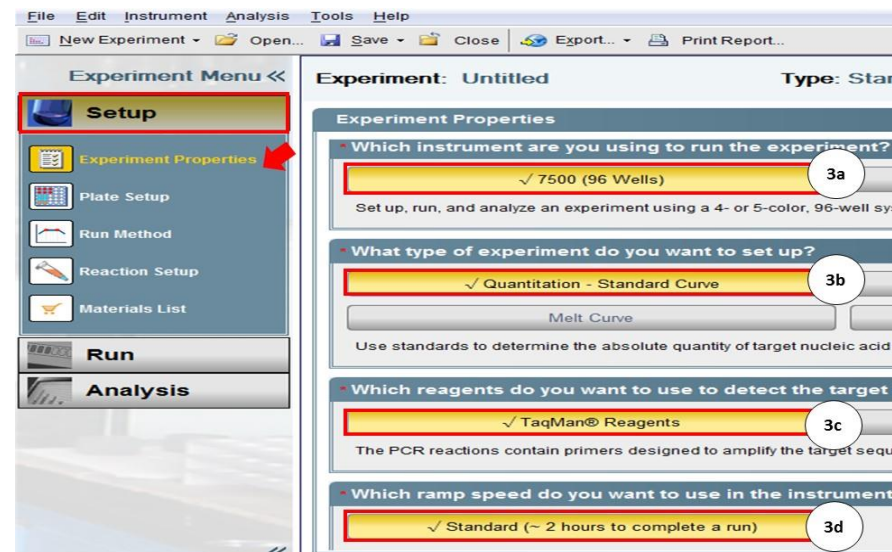 File Edit Instrument Analysis Tools Help
New Experiment Open... Save Close Export... Print Report...
Experiment Menu «
Experiment: Untitled Type: Star
Setup
Experiment Properties
Plate Setup
Run Method
Reaction Setup
Materials List
Run
Analysis
Experiment Properties
* Which instrument are you using to run the experiment?
√ 7500 (96 Wells)
3a
Set up, run, and analyze an experiment using a 4- or 5-color, 96-well sy
* What type of experiment do you want to set up?
√ Quantitation - Standard Curve
3b
Melt Curve
Use standards to determine the absolute quantity of target nucleic acid
* Which reagents do you want to use to detect the target
√ TaqMan® Reagents
3c
The PCR reactions contain primers designed to amplify the target sequ
* Which ramp speed do you want to use in the instrument
√ Standard (~ 2 hours to complete a run)
3d